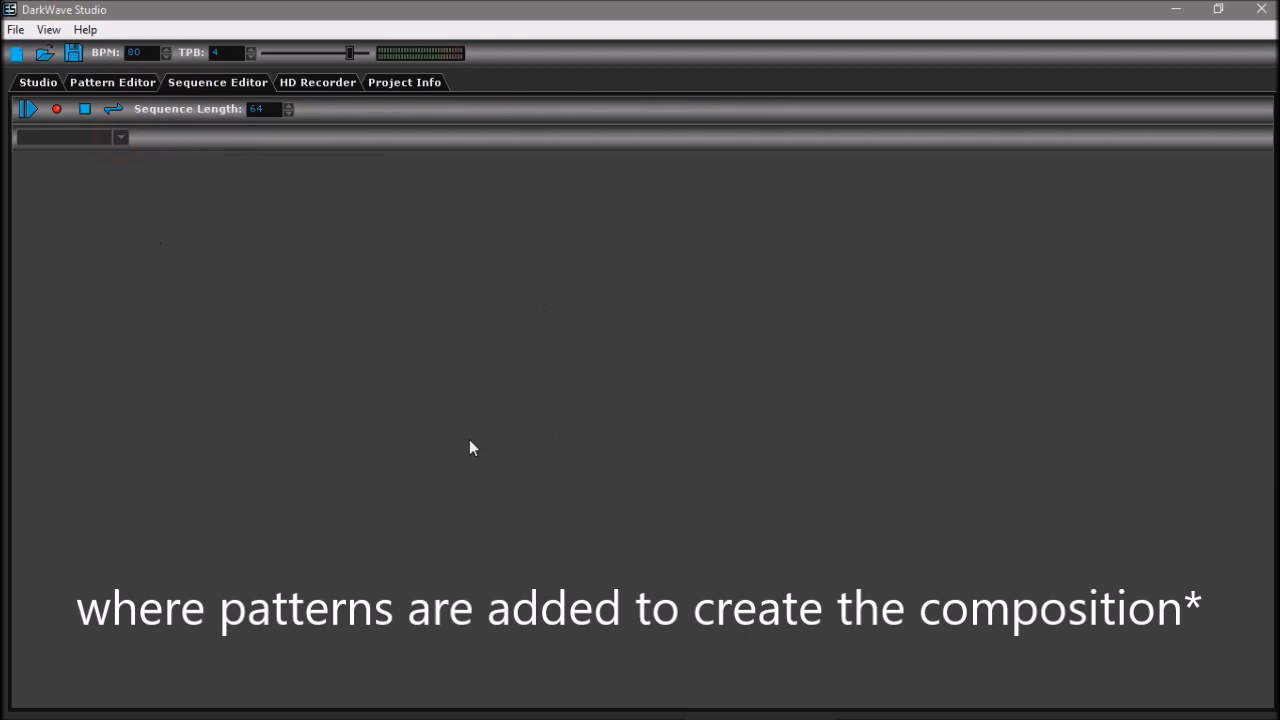 DarkWave Studio
File View Help
BPM: 80 TPB: 4
Studio Pattern Editor Sequence Editor HD Recorder Project Info
Sequence Length: 64
where patterns are added to create the composition*